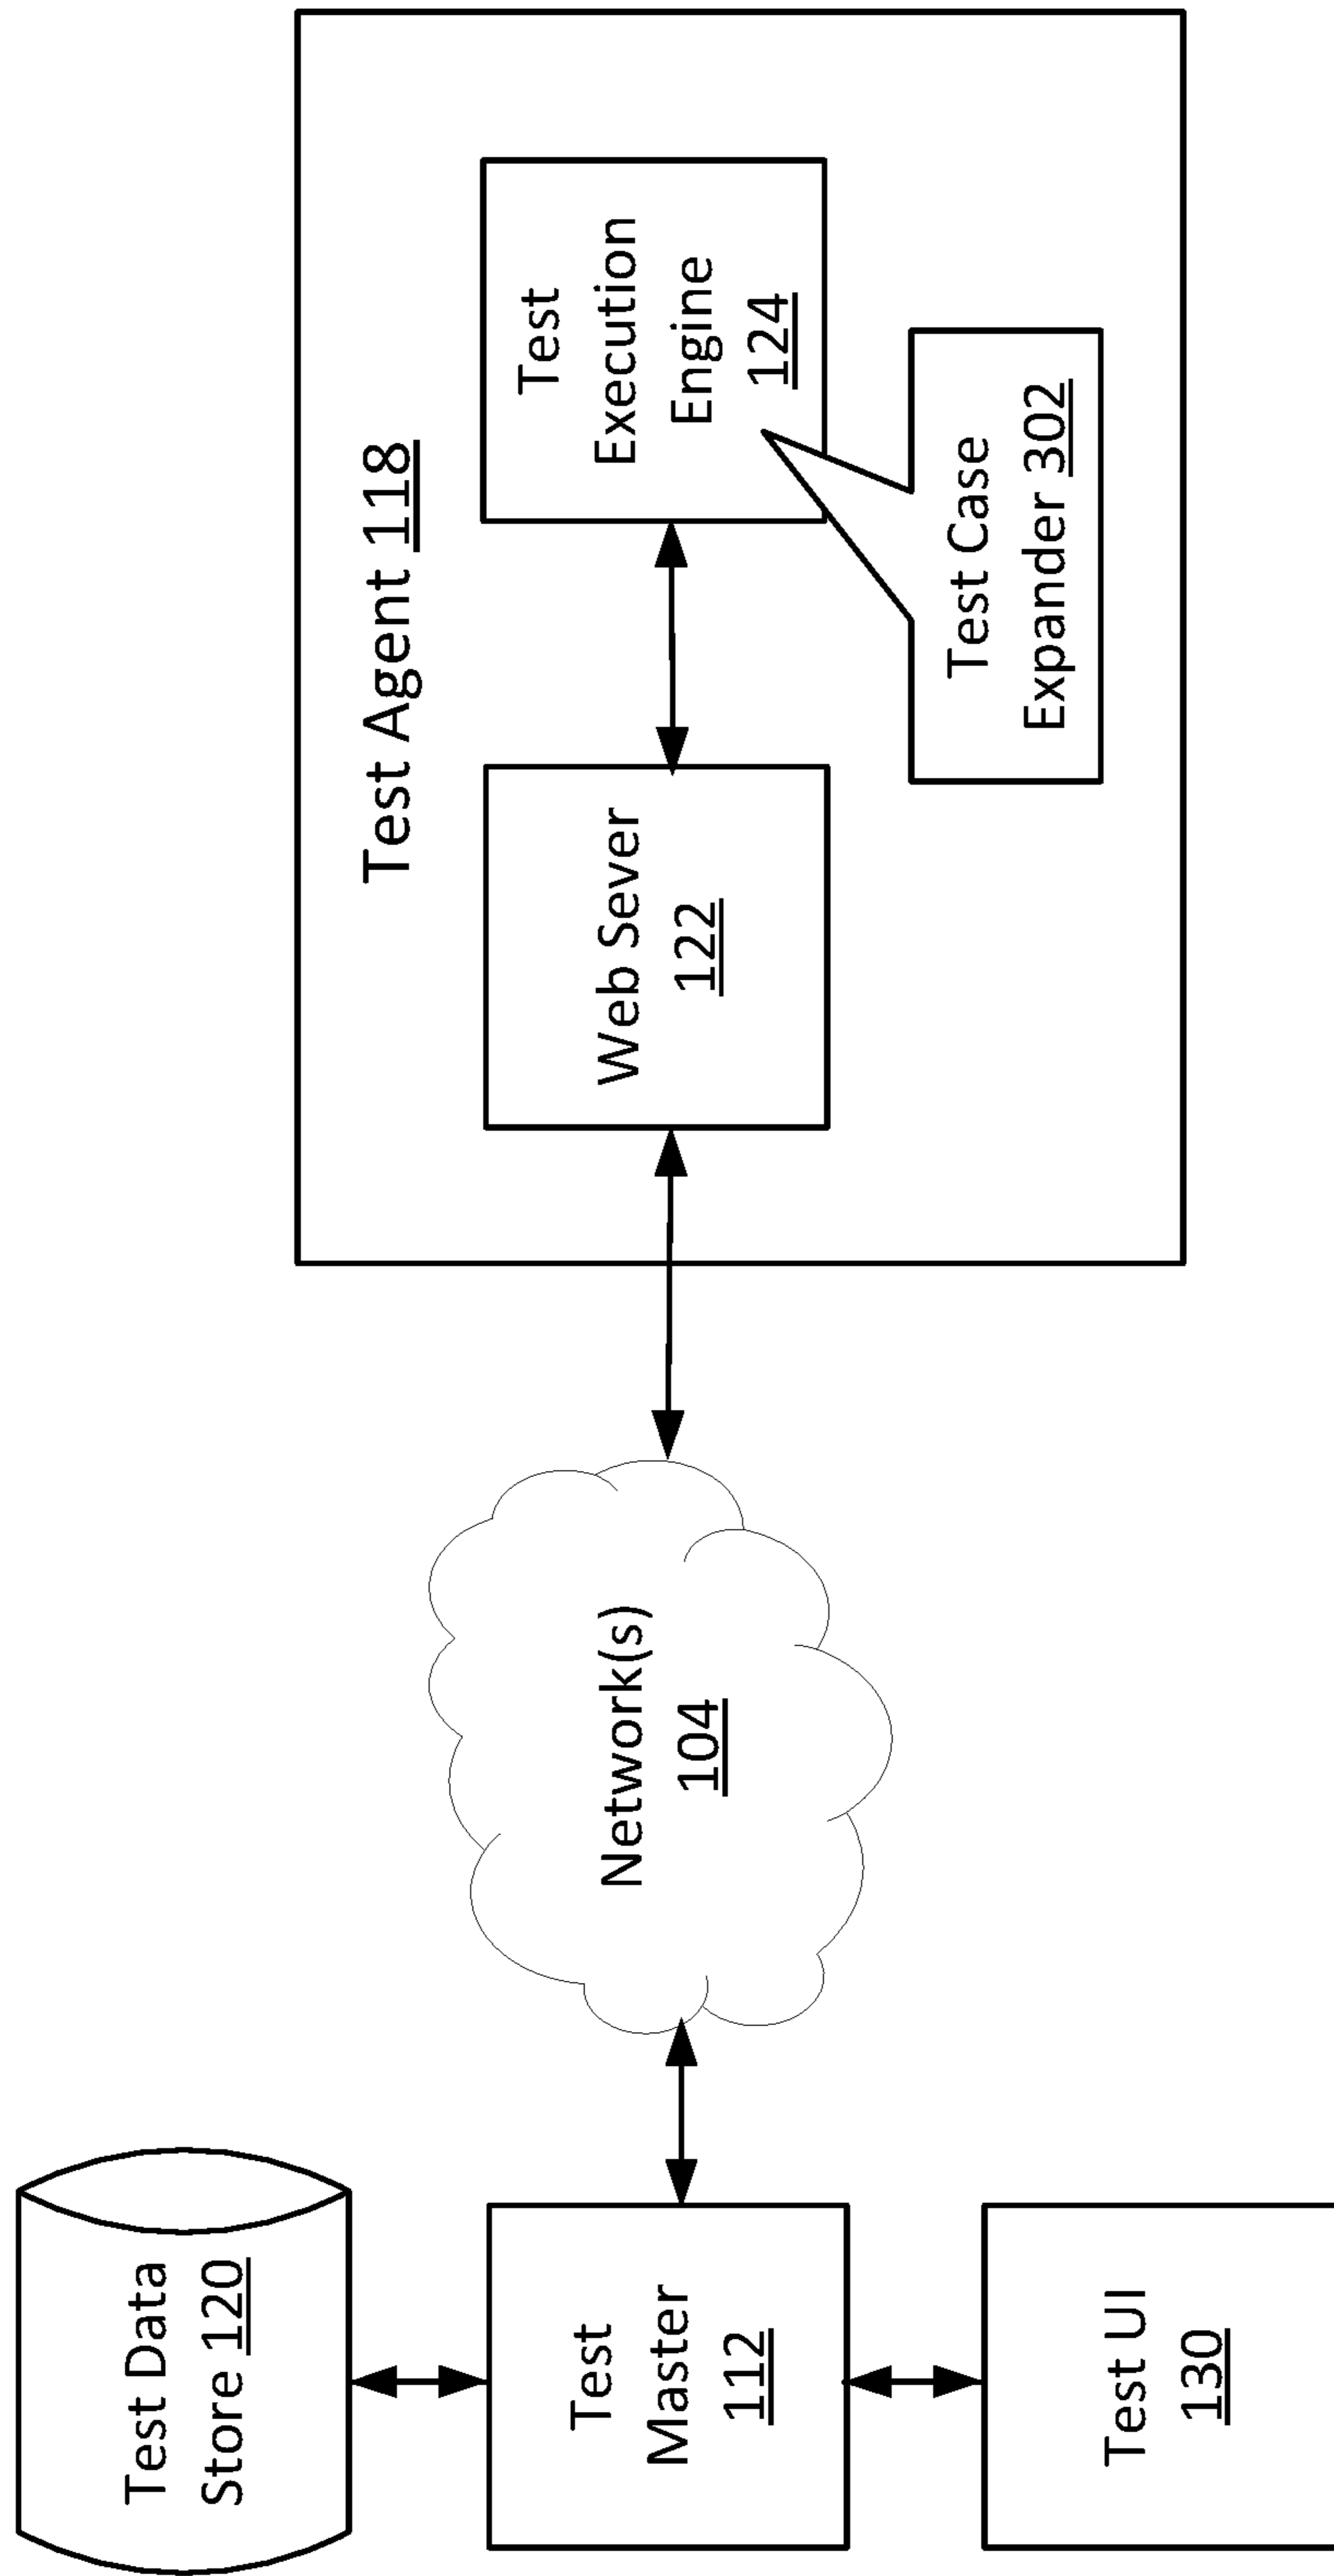 Test Data
Store 120
Test
Master
112
Test UI
130
Network(s)
104
Test Agent 118
Web Sever
122
Test
Execution
Engine
124
Test Case
Expander 302